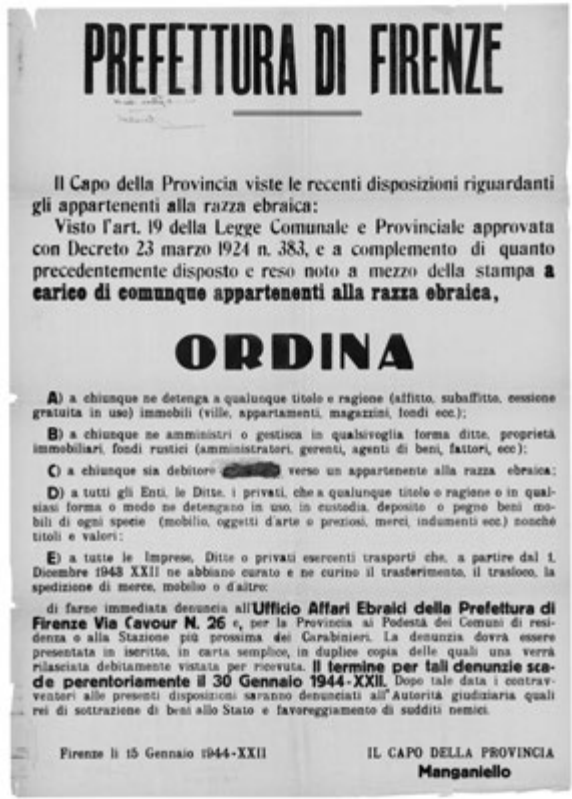 PREFETTURA DI FIRENZE
Il Capo della Provincia viste le recenti disposizioni riguardanti
gli appartenenti alla razza ebraica:
Visto l'art. 19 della Legge Comunale e Provinciale approvata
con Decreto 23 marzo 1924 n. 383, e a complemento di quanto
precedentemente disposto e reso noto a mezzo della stampa a
carico di comunque appartenenti alla razza ebraica,
ORDINA
A) a chiunque ne detenga a qualunque titolo e ragione (affitto, subaffitto, cessione
gratuita in uso) immobili (ville, appartamenti, magazzini, fondi ecc.);
B) a chiunque ne amministri o gestisca in qualsivoglia forma ditte, proprietà
immobiliari, fondi rustici (amministratori, gerenti, agenti di beni, fattori, ecc);
C) a chiunque sia debitore verso un appartenente alla razza ebraica;
D) a tutti gli Enti, le Ditte, i privati, che a qualunque titolo o ragione o in qual-
siasi forma o modo ne detengano in uso, in custodia, deposito o pegno beni mo-
bili di ogni specie (mobilio, oggetti d'arte o preziosi, merci, indumenti ecc.) nonchè
titoli e valori;
E) a tutte le Imprese, Ditte o privati esercenti trasporti che, a partire dal 1.
Dicembre 1943 XXII ne abbiano curato e ne curino il trasferimento, il trasloco, la
spedizione di merce, mobilio o d'altro:
di farne immediata denuncia all'Ufficio Affari Ebraici della Prefettura di
Firenze Via Cavour N. 26 e, per la Provincia ai Podestà dei Comuni di resi-
denza o alla Stazione più prossima dei Carabinieri. La denunzia dovrà essere
presentata in iscritto, in carta semplice, in duplice copia delle quali una verrà
rilasciata debitamente vistata per ricevuta. Il termine per tali denunzie sca-
de perentoriamente il 30 Gennaio 1944-XXII. Dopo tale data i contrav-
ventori alle presenti disposizioni saranno denunciati all'Autorità giudiziaria quali
rei di sottrazione di beni allo Stato e favoreggiamento di sudditi nemici.
Firenze li 15 Gennaio 1944-XXII
IL CAPO DELLA PROVINCIA
Manganiello